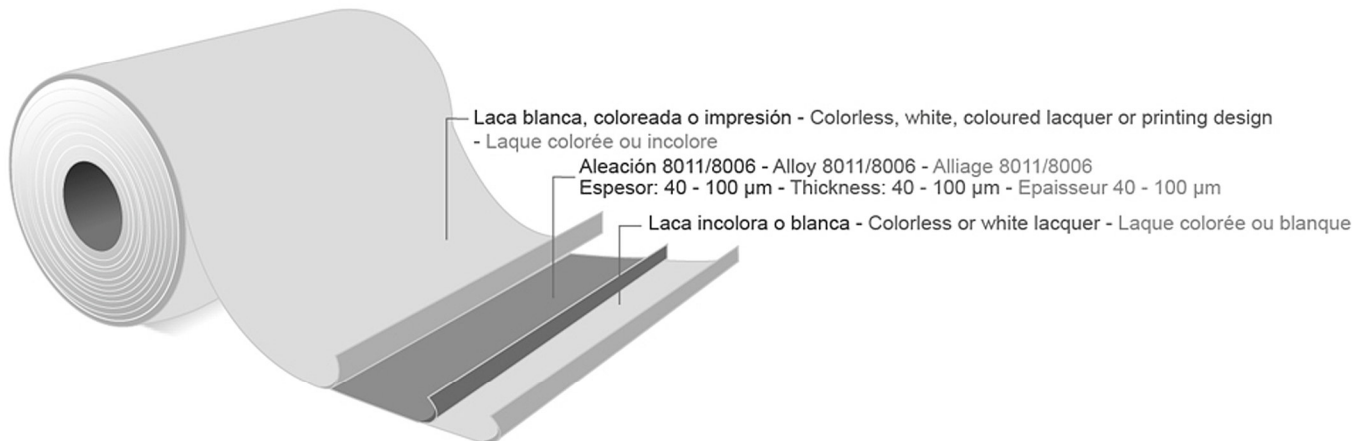 Laca blanca, coloreada o impresión - Colorless, white, coloured lacquer or printing design
- Laque colorée ou incolore
Aleación 8011/8006 - Alloy 8011/8006 - Alliage 8011/8006
Espesor: 40 - 100 µm - Thickness: 40 - 100 µm - Epaisseur 40 - 100 µm
Laca incolora o blanca - Colorless or white lacquer - Laque colorée ou blanque